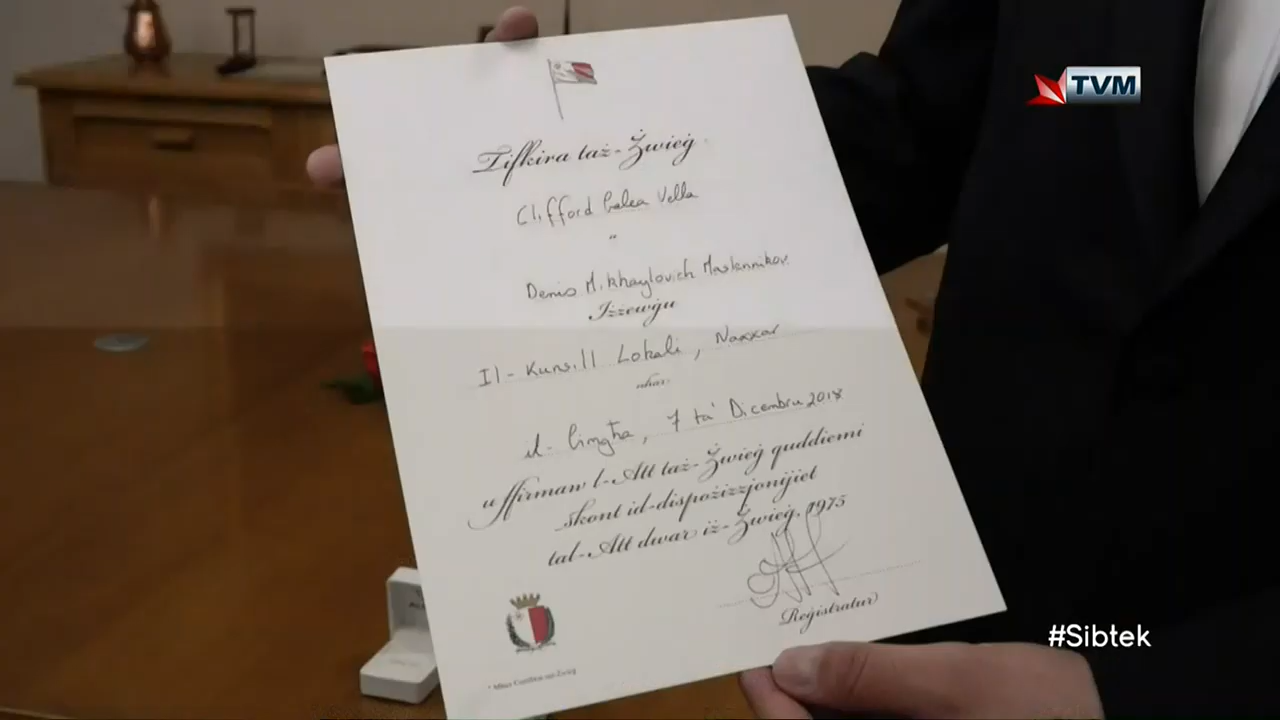 TVM
Tifkira taż-Żwieġ
Clifford Galea Vella
u
Denis Mikhaylovich Maslennikov
Iżżewġu
Il-Kunsill Lokali, Naxxar
nhar
il-Ġimgħa, 7 ta' Diċembru 2018
u ffirmaw l-Att taż-Żwieġ quddiemi
skont id-dispożizzjonijiet
tal-Att dwar iż-Żwieġ, 1975
Reġistratur
#Sibtek